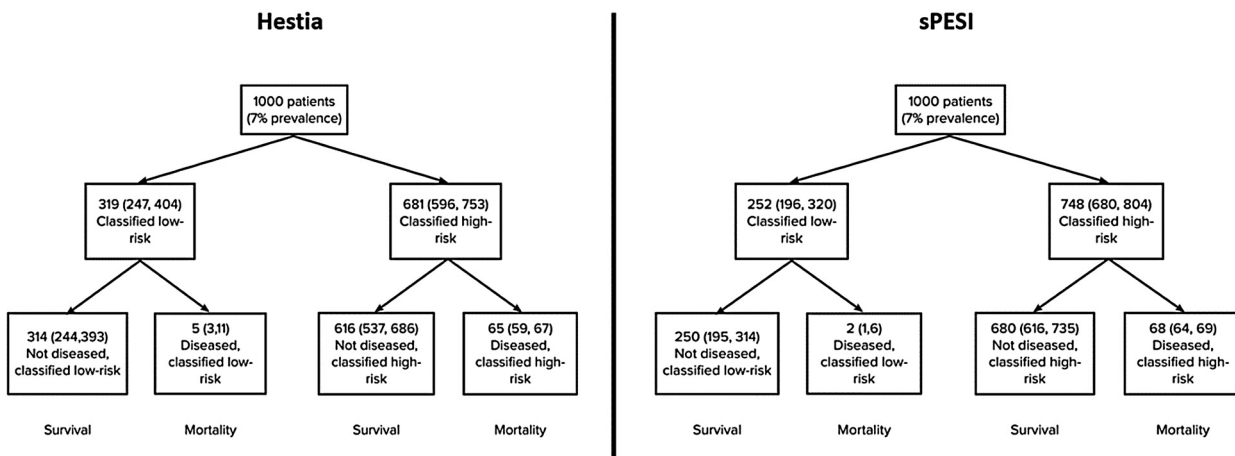 Hestia
1000 patients
(7% prevalence)
319 (247, 404)
Classified low-
risk
681 (596, 753)
Classified high-
risk
314 (244,393)
Not diseased,
classified low-risk
5 (3,11)
Diseased,
classified low-
risk
616 (537, 686)
Not diseased,
classified high-
risk
65 (59, 67)
Diseased,
classified high-
risk
Survival
Mortality
Survival
Mortality
sPESI
1000 patients
(7% prevalence)
252 (196, 320)
Classified low-
risk
748 (680, 804)
Classified high-
risk
250 (195, 314)
Not diseased,
classified low-risk
2 (1,6)
Diseased,
classified low-
risk
680 (616, 735)
Not diseased,
classified high-
risk
68 (64, 69)
Diseased,
classified high-
risk
Survival
Mortality
Survival
Mortality